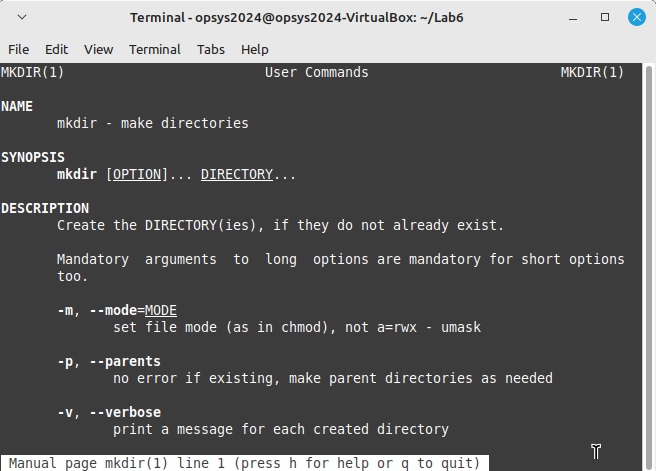 Terminal - opsys2024@opsys2024-VirtualBox: ~/Lab6
File Edit View Terminal Tabs Help
MKDIR(1) User Commands MKDIR(1)
NAME
mkdir - make directories
SYNOPSIS
mkdir [OPTION]... DIRECTORY...
DESCRIPTION
Create the DIRECTORY(ies), if they do not already exist.
Mandatory arguments to long options are mandatory for short options
too.
-m, --mode=MODE
set file mode (as in chmod), not a=rwx - umask
-p, --parents
no error if existing, make parent directories as needed
-v, --verbose
print a message for each created directory
Manual page mkdir(1) line 1 (press h for help or q to quit)